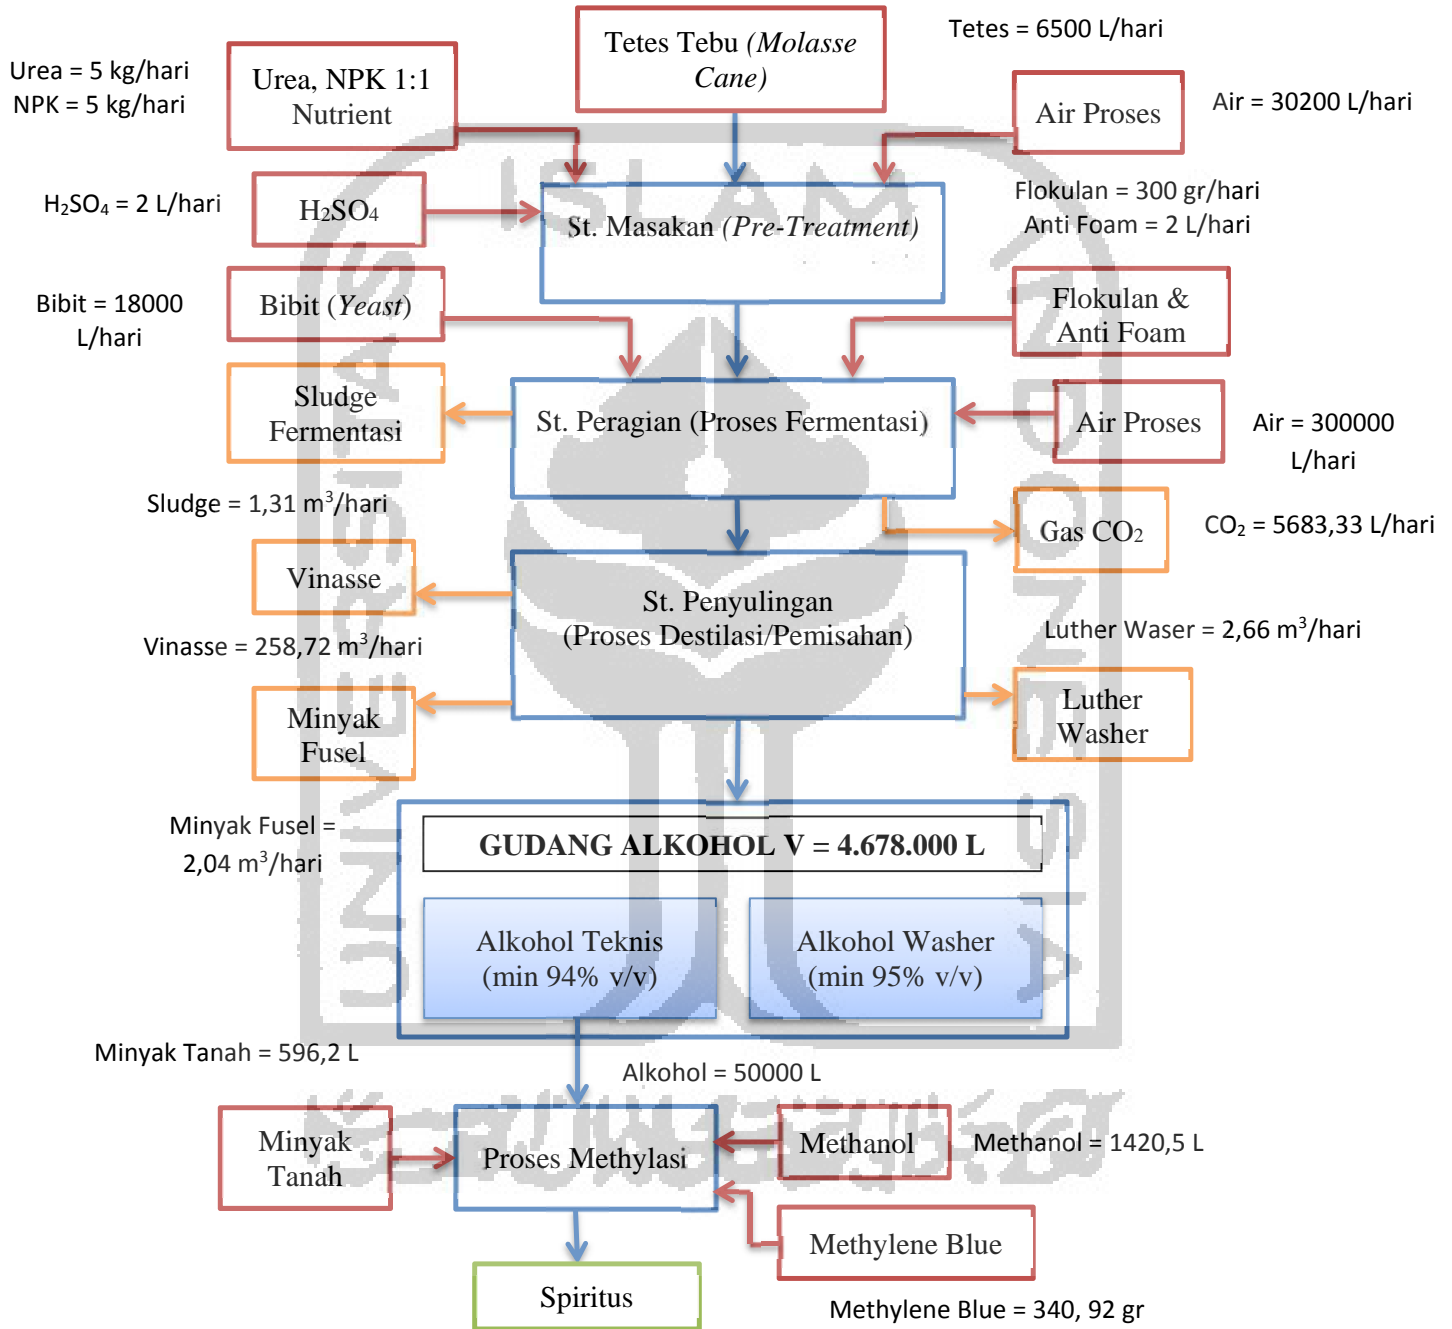 Tetes Tebu (Molasse
Cane)
Tetes = 6500 L/hari
Urea = 5 kg/hari
NPK = 5 kg/hari
Urea, NPK 1:1
Nutrient
Air Proses
Air = 30200 L/hari
H₂SO₄ = 2 L/hari
H₂SO₄
St. Masakan (Pre-Treatment)
Flokulan = 300 gr/hari
Anti Foam = 2 L/hari
Bibit = 18000
L/hari
Bibit (Yeast)
Flokulan &
Anti Foam
Sludge
Fermentasi
St. Peragian (Proses Fermentasi)
Air Proses
Air = 300000
L/hari
Sludge = 1,31 m³/hari
Gas CO₂
CO₂ = 5683,33 L/hari
Vinasse
St. Penyulingan
(Proses Destilasi/Pemisahan)
Vinasse = 258,72 m³/hari
Luther Waser = 2,66 m³/hari
Minyak
Fusel
Luther
Washer
Minyak Fusel =
2,04 m³/hari
GUDANG ALKOHOL V = 4.678.000 L
Alkohol Teknis
(min 94% v/v)
Alkohol Washer
(min 95% v/v)
Minyak Tanah = 596,2 L
Alkohol = 50000 L
Minyak
Tanah
Proses Methylasi
Methanol
Methanol = 1420,5 L
Methylene Blue
Spiritus
Methylene Blue = 340, 92 gr
UNIVERSITAS
ISLAM
INDONESIA